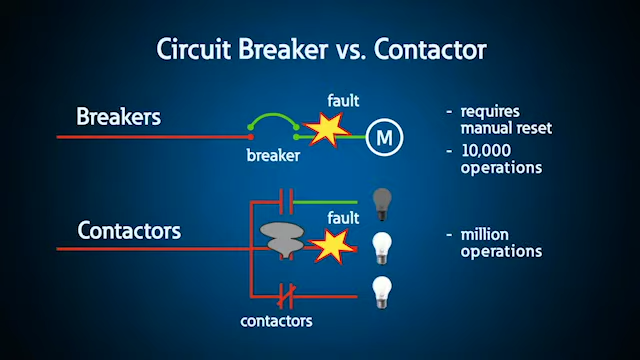 Circuit Breaker vs. Contactor
Breakers
fault
M
breaker
- requires
manual reset
- 10,000
operations
Contactors
fault
contactors
- million
operations